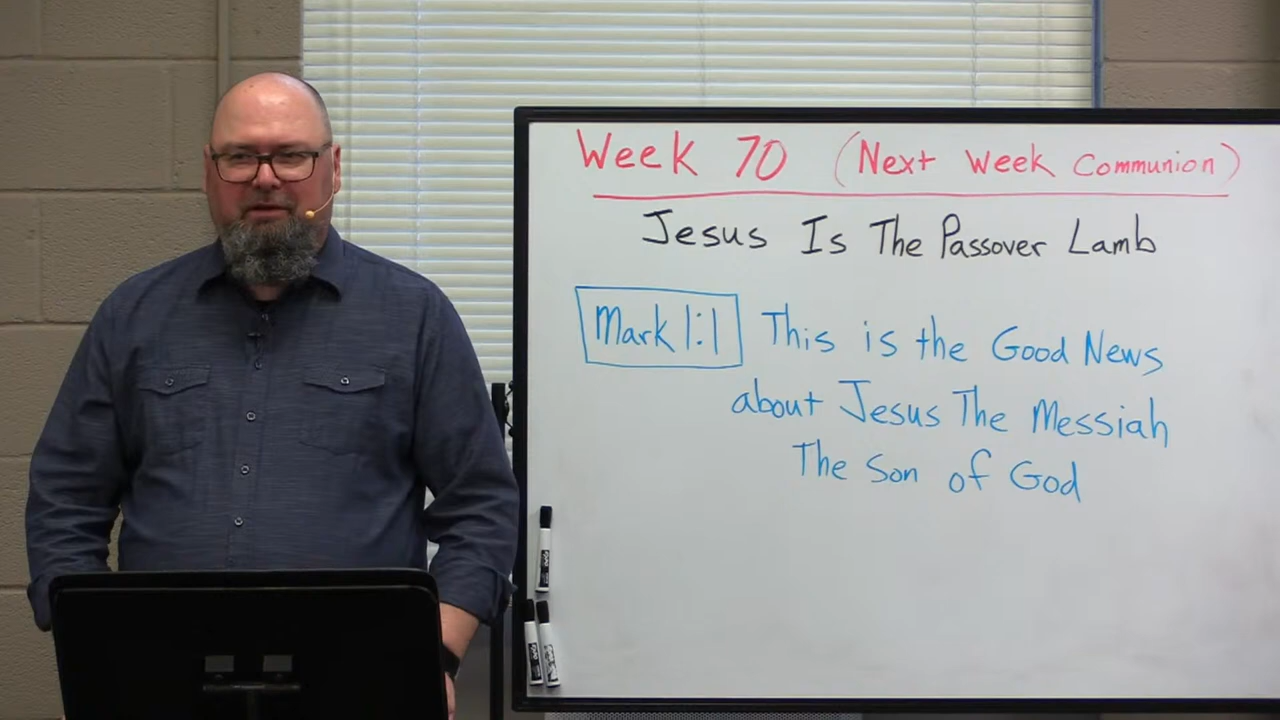 Week 70 (Next Week Communion)
Jesus Is The Passover Lamb
Mark 1:1 This is the Good News
about Jesus The Messiah
The Son of God